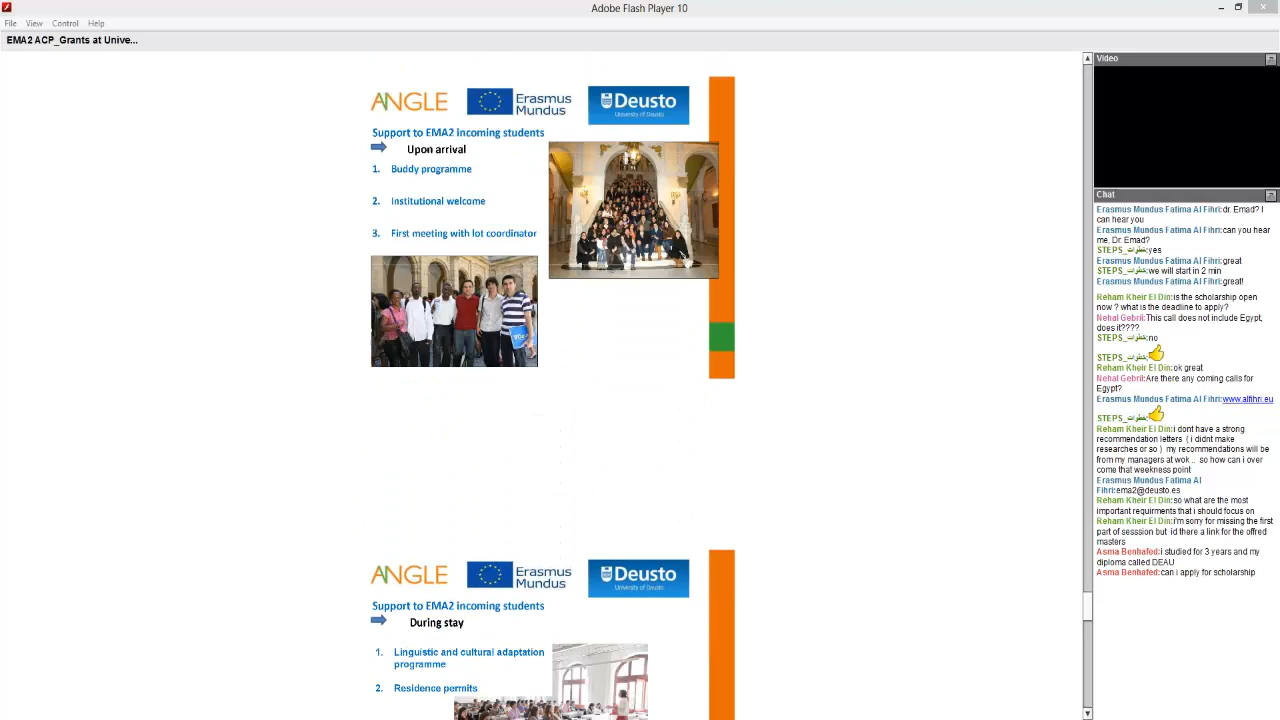 Adobe Flash Player 10
File View Control Help
EMA2 ACP_Grants at Unive...
ANGLE Erasmus Mundus Deusto
University of Deusto
Support to EMA2 incoming students
Upon arrival
1. Buddy programme
2. Institutional welcome
3. First meeting with lot coordinator
ANGLE Erasmus Mundus Deusto
University of Deusto
Support to EMA2 incoming students
During stay
1. Linguistic and cultural adaptation
programme
2. Residence permits
Video
Chat
Erasmus Mundus Fatima Al Fihri:dr. Emad? I
can hear you
Erasmus Mundus Fatima Al Fihri:can you hear
me, Dr. Emad?
STEPS_خطوات:yes
Erasmus Mundus Fatima Al Fihri:great
STEPS_خطوات:we will start in 2 min
Erasmus Mundus Fatima Al Fihri:great!
Reham Kheir El Din:is the scholarship open
now ? what is the deadline to apply?
Nehal Gebril:This call does not include Egypt,
does it????
STEPS_خطوات:no
STEPS_خطوات:
Reham Kheir El Din:ok great
Nehal Gebril:Are there any coming calls for
Egypt?
Erasmus Mundus Fatima Al Fihri:www.alfihri.eu
STEPS_خطوات:
Reham Kheir El Din:i dont have a strong
recommendation letters ( i didnt make
researches or so ) my recommendations will be
from my managers at wok .. so how can i over
come that weekness point
Erasmus Mundus Fatima Al
Fihri:ema2@deusto.es
Reham Kheir El Din:so what are the most
important requirments that i should focus on
Reham Kheir El Din:i'm sorry for missing the first
part of sesssion but id there a link for the offred
masters
Asma Benhafed:i studied for 3 years and my
diploma called DEAU
Asma Benhafed:can i apply for scholarship